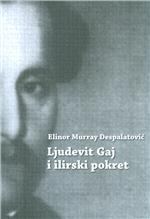 Elinor Murray Despalatović
Ljudevit Gaj
i ilirski pokret